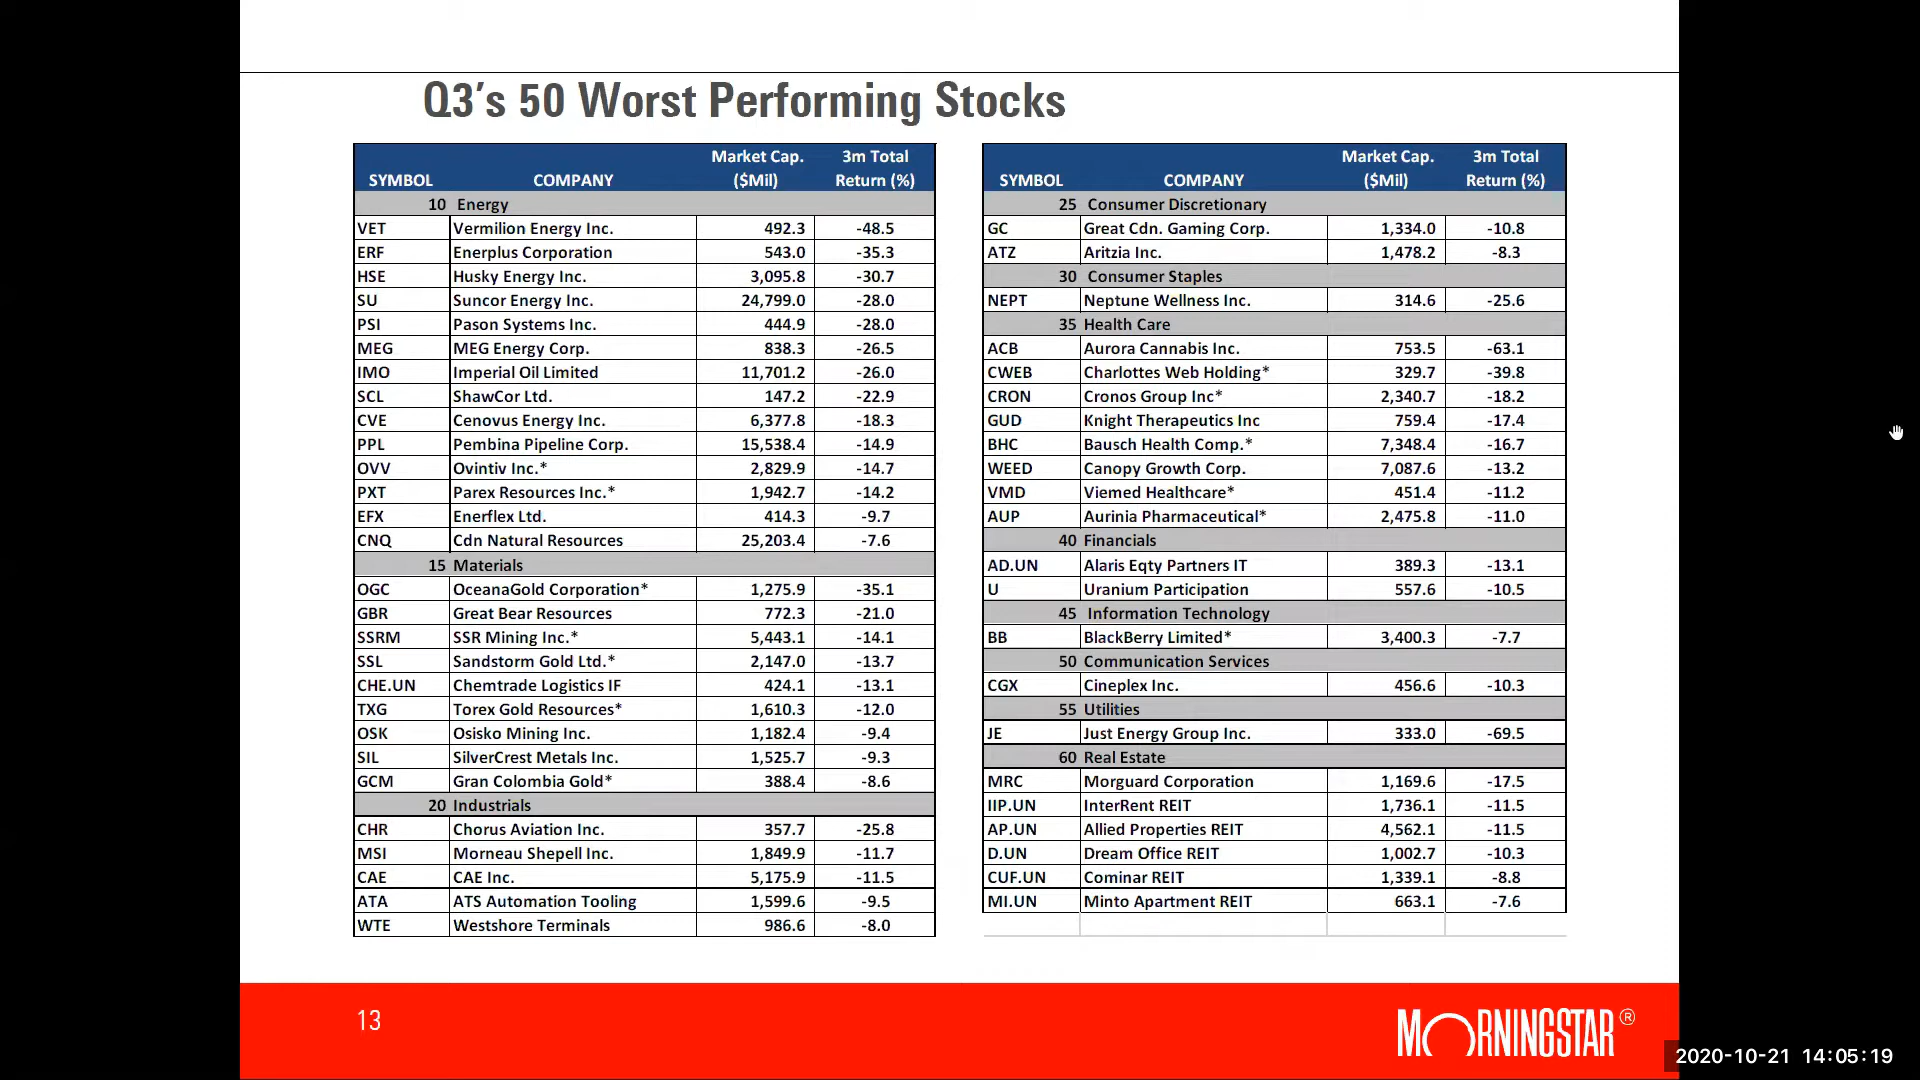 Q3's 50 Worst Performing Stocks
SYMBOL COMPANY Market Cap. ($Mil) 3m Total Return (%)
10 Energy
VET Vermilion Energy Inc. 492.3 -48.5
ERF Enerplus Corporation 543.0 -35.3
HSE Husky Energy Inc. 3,095.8 -30.7
SU Suncor Energy Inc. 24,799.0 -28.0
PSI Pason Systems Inc. 444.9 -28.0
MEG MEG Energy Corp. 838.3 -26.5
IMO Imperial Oil Limited 11,701.2 -26.0
SCL ShawCor Ltd. 147.2 -22.9
CVE Cenovus Energy Inc. 6,377.8 -18.3
PPL Pembina Pipeline Corp. 15,538.4 -14.9
OVV Ovintiv Inc.* 2,829.9 -14.7
PXT Parex Resources Inc.* 1,942.7 -14.2
EFX Enerflex Ltd. 414.3 -9.7
CNQ Cdn Natural Resources 25,203.4 -7.6
15 Materials
OGC OceanaGold Corporation* 1,275.9 -35.1
GBR Great Bear Resources 772.3 -21.0
SSRM SSR Mining Inc.* 5,443.1 -14.1
SSL Sandstorm Gold Ltd.* 2,147.0 -13.7
CHE.UN Chemtrade Logistics IF 424.1 -13.1
TXG Torex Gold Resources* 1,610.3 -12.0
OSK Osisko Mining Inc. 1,182.4 -9.4
SIL SilverCrest Metals Inc. 1,525.7 -9.3
GCM Gran Colombia Gold* 388.4 -8.6
20 Industrials
CHR Chorus Aviation Inc. 357.7 -25.8
MSI Morneau Shepell Inc. 1,849.9 -11.7
CAE CAE Inc. 5,175.9 -11.5
ATA ATS Automation Tooling 1,599.6 -9.5
WTE Westshore Terminals 986.6 -8.0
SYMBOL COMPANY Market Cap. ($Mil) 3m Total Return (%)
25 Consumer Discretionary
GC Great Cdn. Gaming Corp. 1,334.0 -10.8
ATZ Aritzia Inc. 1,478.2 -8.3
30 Consumer Staples
NEPT Neptune Wellness Inc. 314.6 -25.6
35 Health Care
ACB Aurora Cannabis Inc. 753.5 -63.1
CWEB Charlottes Web Holding* 329.7 -39.8
CRON Cronos Group Inc* 2,340.7 -18.2
GUD Knight Therapeutics Inc 759.4 -17.4
BHC Bausch Health Comp.* 7,348.4 -16.7
WEED Canopy Growth Corp. 7,087.6 -13.2
VMD Viemed Healthcare* 451.4 -11.2
AUP Aurinia Pharmaceutical* 2,475.8 -11.0
40 Financials
AD.UN Alaris Eqty Partners IT 389.3 -13.1
U Uranium Participation 557.6 -10.5
45 Information Technology
BB BlackBerry Limited* 3,400.3 -7.7
50 Communication Services
CGX Cineplex Inc. 456.6 -10.3
55 Utilities
JE Just Energy Group Inc. 333.0 -69.5
60 Real Estate
MRC Morguard Corporation 1,169.6 -17.5
IIP.UN InterRent REIT 1,736.1 -11.5
AP.UN Allied Properties REIT 4,562.1 -11.5
D.UN Dream Office REIT 1,002.7 -10.3
CUF.UN Cominar REIT 1,339.1 -8.8
MI.UN Minto Apartment REIT 663.1 -7.6
13
MORNINGSTAR®
2020-10-21 14:05:19